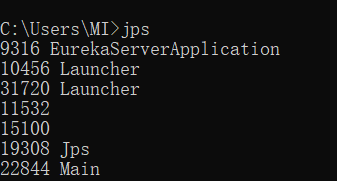 C:\Users\MI>jps
9316 EurekaServerApplication
10456 Launcher
31720 Launcher
11532
15100
19308 Jps
22844 Main